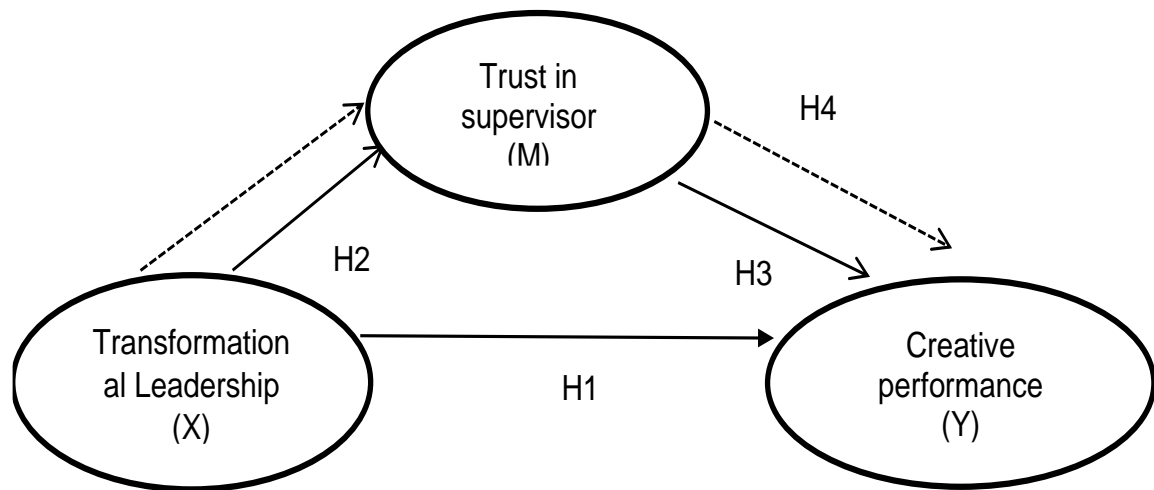 Trust in
supervisor
(M)
H4
H2
H3
Transformation
al Leadership
(X)
Creative
performance
(Y)
H1